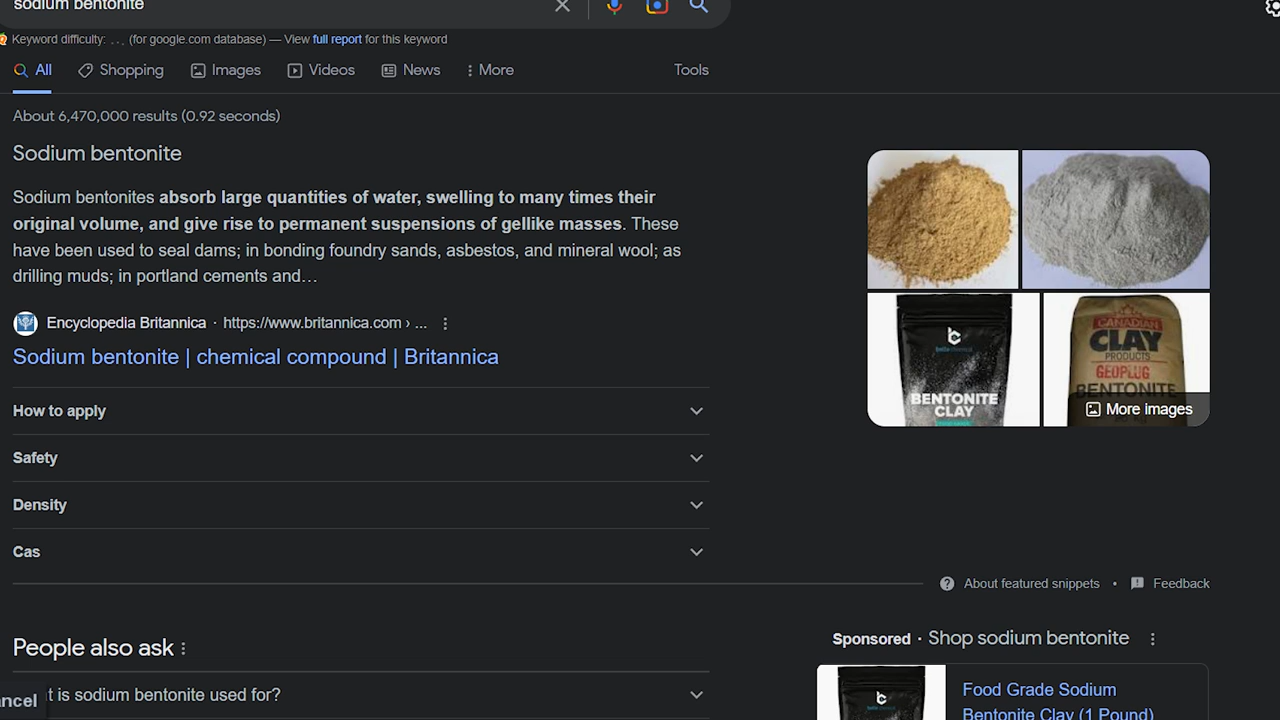 sodium bentonite
Keyword difficulty: . . . (for google.com database) — View full report for this keyword
All Shopping Images Videos News More Tools
About 6,470,000 results (0.92 seconds)
Sodium bentonite
Sodium bentonites absorb large quantities of water, swelling to many times their
original volume, and give rise to permanent suspensions of gellike masses. These
have been used to seal dams; in bonding foundry sands, asbestos, and mineral wool; as
drilling muds; in portland cements and...
Encyclopedia Britannica · https://www.britannica.com › ...
Sodium bentonite | chemical compound | Britannica
How to apply
Safety
Density
Cas
BENTONITE
CLAY
CANADIAN
CLAY
PRODUCTS
GEOPLUG
BENTONITE
More images
About featured snippets • Feedback
People also ask
t is sodium bentonite used for?
ancel
Sponsored · Shop sodium bentonite
Food Grade Sodium
Bentonite Clay (1 Pound)